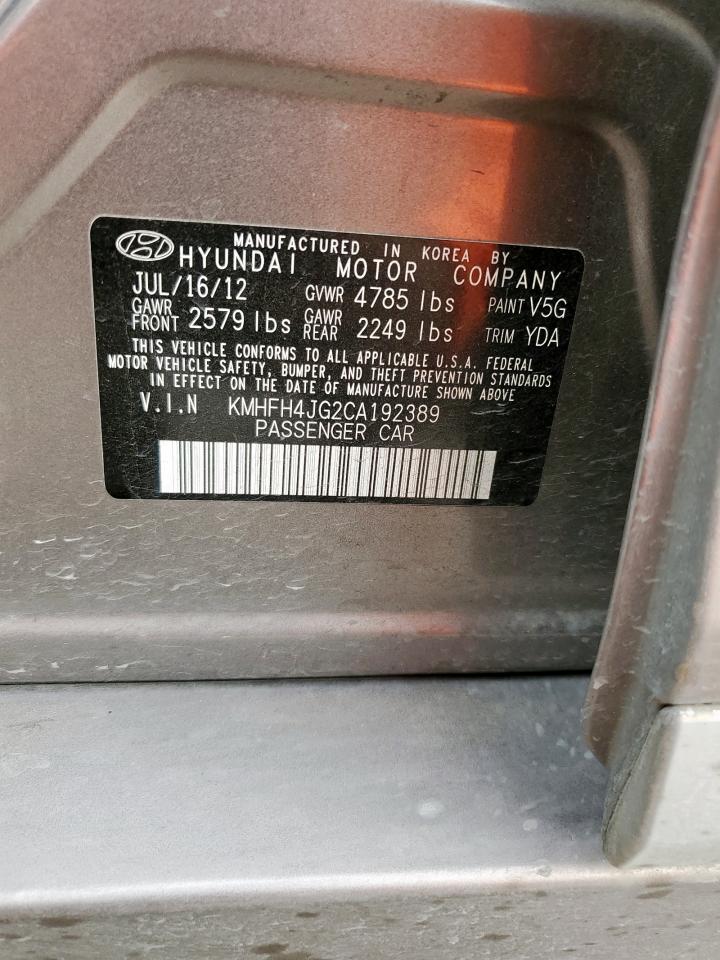 MANUFACTURED IN KOREA BY
HYUNDAI MOTOR COMPANY
JUL/16/12 GVWR 4785 lbs PAINT V5G
GAWR FRONT 2579 lbs GAWR REAR 2249 lbs TRIM YDA
THIS VEHICLE CONFORMS TO ALL APPLICABLE U.S.A. FEDERAL
MOTOR VEHICLE SAFETY, BUMPER, AND THEFT PREVENTION STANDARDS
IN EFFECT ON THE DATE OF MANUFACTURE SHOWN ABOVE
V.I.N KMHFH4JG2CA192389
PASSENGER CAR